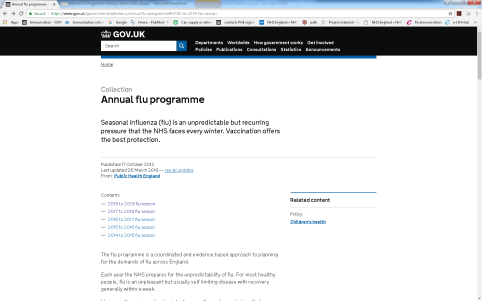 Annual flu programme
Secure
GOV.UK
Search
Departments Worldwide How government works Get Involved
Policies Publications Consultations Statistics Announcements
Home
Collection
Annual flu programme
Seasonal influenza (flu) is an unpredictable but recurring
pressure that the NHS faces every winter. Vaccination offers
the best protection.
Published 17 October 2013
Last updated 20 March 2019 — see all updates
From: Public Health England
Contents
— 2018 to 2019 flu season
— 2017 to 2018 flu season
— 2016 to 2017 flu season
— 2015 to 2016 flu season
— 2014 to 2015 flu season
Related content
Policy
Children's health
The flu programme is a coordinated and evidence based approach to planning
for the demands of flu across England.
Each year the NHS prepares for the unpredictability of flu. For most healthy
people, flu is an unpleasant but usually self limiting disease with recovery
generally within a week.